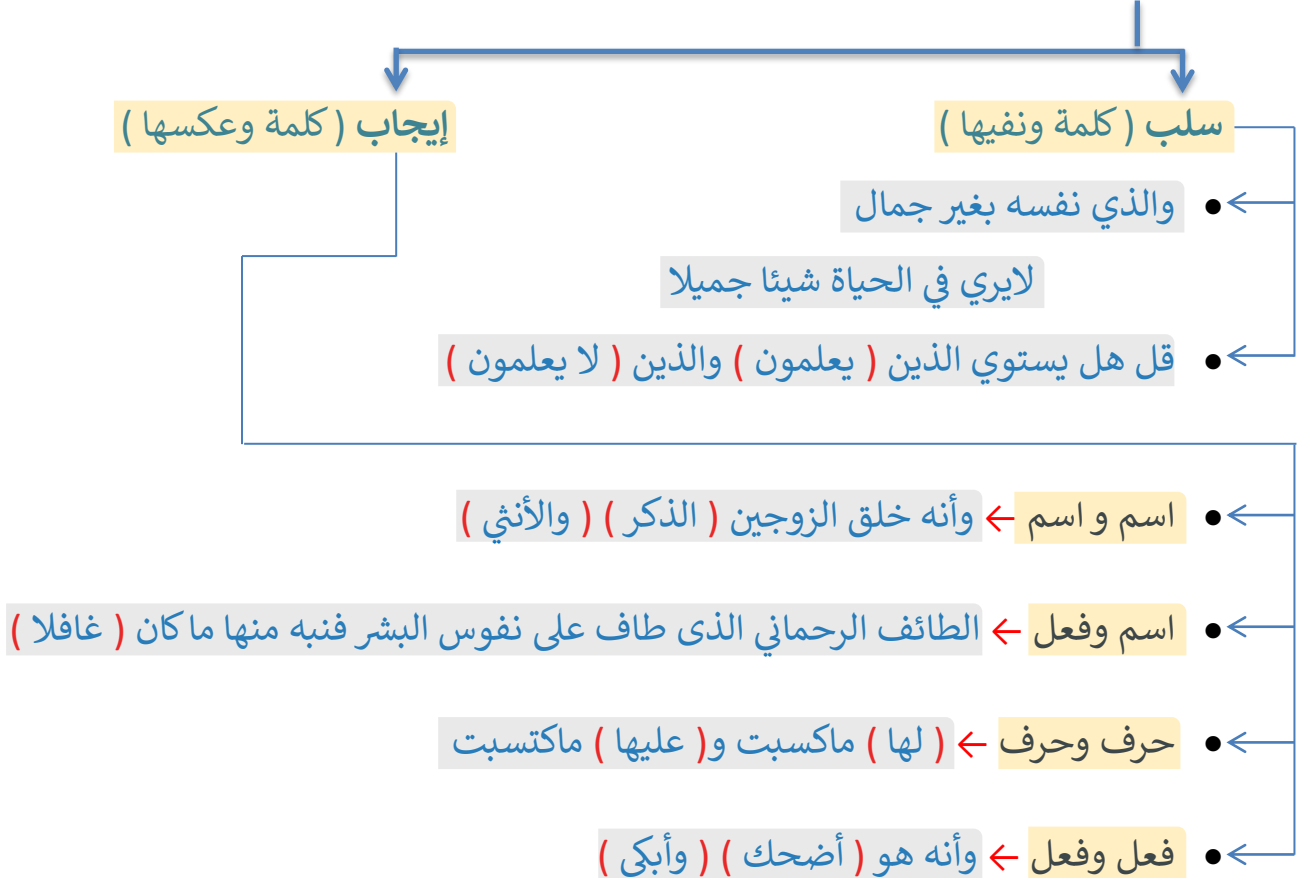 سلب ( كلمة ونفيها )
إيجاب ( كلمة وعكسها )
والذي نفسه بغير جمال
لايري في الحياة شيئا جميلا
قل هل يستوي الذين ( يعلمون ) والذين ( لا يعلمون )
اسم و اسم ← وأنه خلق الزوجين ( الذكر ) ( والأنثي )
اسم وفعل ← الطائف الرحماني الذى طاف على نفوس البشر فنبه منها ما كان ( غافلا )
حرف وحرف ← ( لها ) ماكسبت و( عليها ) ماكتسبت
فعل وفعل ← وأنه هو ( أضحك ) ( وأبكى )